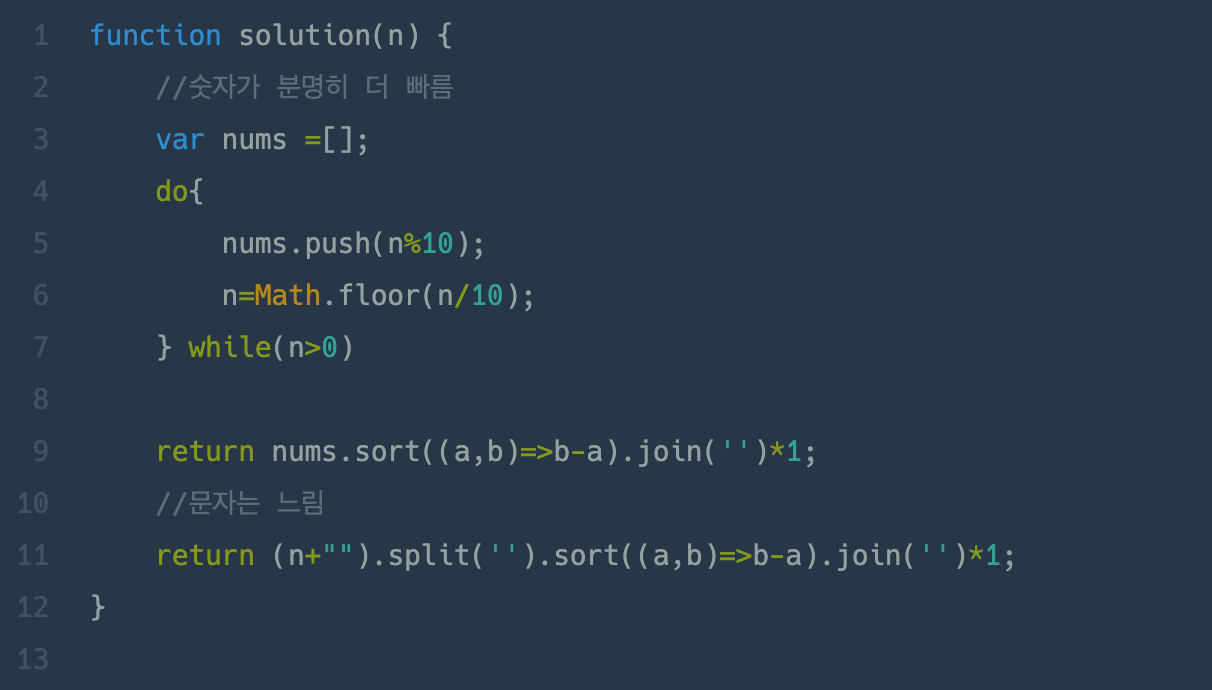 1 function solution(n) {
2 //숫자가 분명히 더 빠름
3 var nums =[];
4 do{
5 nums.push(n%10);
6 n=Math.floor(n/10);
7 } while(n>0)
8
9 return nums.sort((a,b)=>b-a).join('')*1;
10 //문자는 느림
11 return (n+"").split('').sort((a,b)=>b-a).join('')*1;
12 }
13